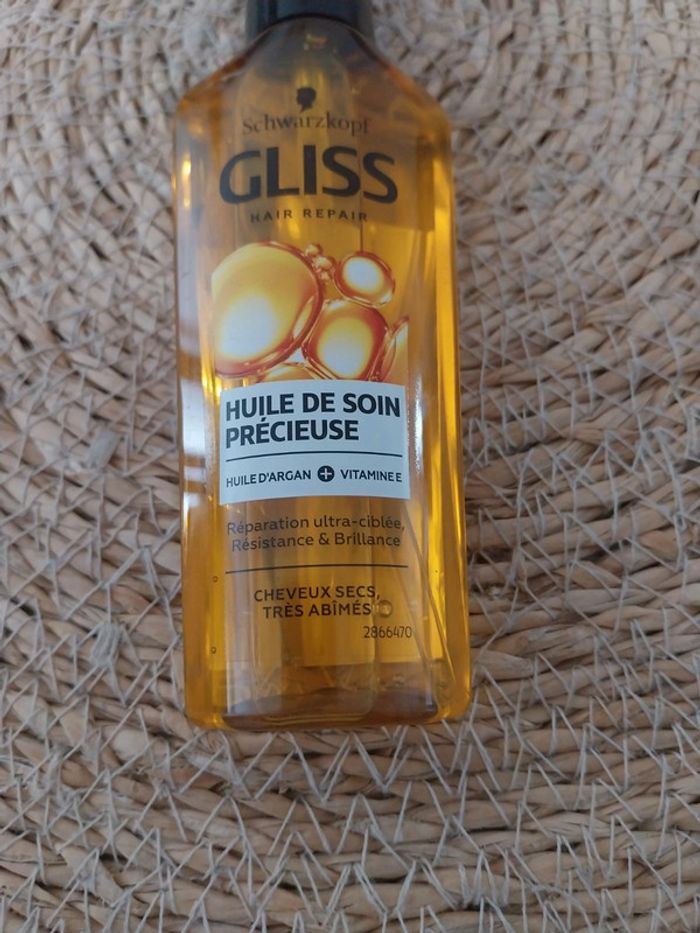 Schwarzkopf
GLISS
HAIR REPAIR
HUILE DE SOIN
PRÉCIEUSE
HUILE D'ARGAN + VITAMINE E
Réparation ultra-ciblée,
Résistance & Brillance
CHEVEUX SECS,
TRÈS ABÎMÉS
2866470